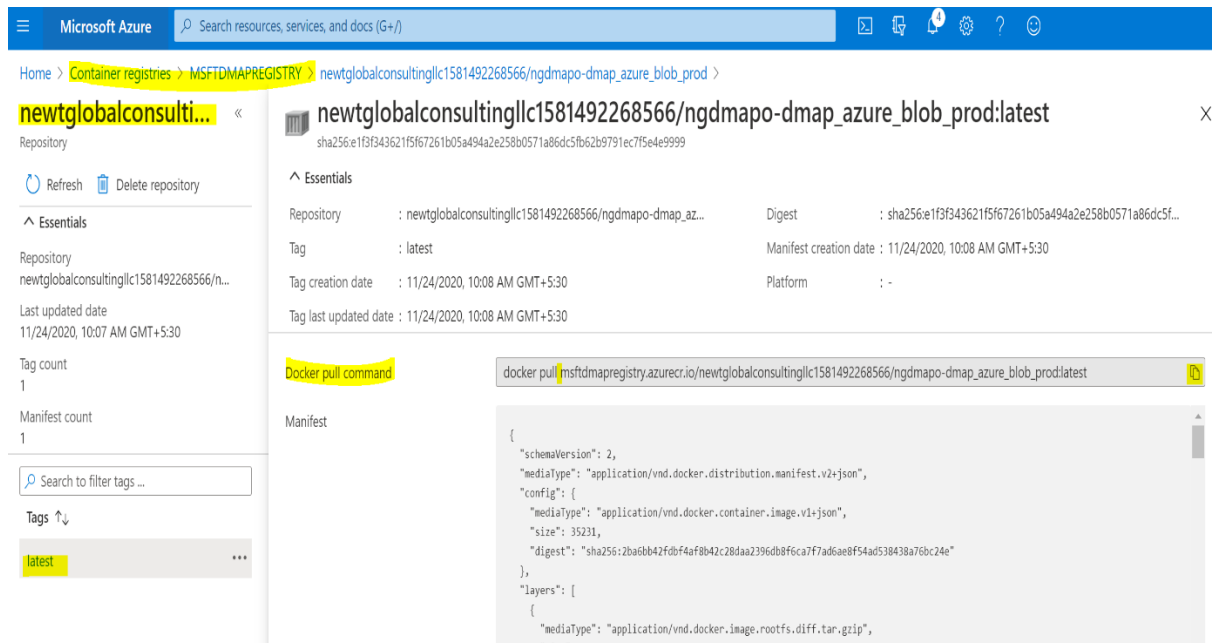 Microsoft Azure
Search resources, services, and docs (G+/)
4
Home > Container registries > MSFTDMAPREGISTRY > newtglobalconsultingllc1581492268566/ngdmapo-dmap_azure_blob_prod >
newtglobalconsulti... «
Repository
Refresh Delete repository
Essentials
Repository
newtglobalconsultingllc1581492268566/n...
Last updated date
11/24/2020, 10:07 AM GMT+5:30
Tag count
1
Manifest count
1
Search to filter tags ...
Tags ↑↓
latest ...
newtglobalconsultingllc1581492268566/ngdmapo-dmap_azure_blob_prod:latest X
sha256:e1f3f343621f5f67261b05a494a2e258b0571a86dc5fb62b9791ec7f5e4e9999
Essentials
Repository : newtglobalconsultingllc1581492268566/ngdmapo-dmap_az... Digest : sha256:e1f3f343621f5f67261b05a494a2e258b0571a86dc5f...
Tag : latest Manifest creation date : 11/24/2020, 10:08 AM GMT+5:30
Tag creation date : 11/24/2020, 10:08 AM GMT+5:30 Platform : -
Tag last updated date : 11/24/2020, 10:08 AM GMT+5:30
Docker pull command docker pull msftdmapregistry.azurecr.io/newtglobalconsultingllc1581492268566/ngdmapo-dmap_azure_blob_prod:latest
Manifest
{
"schemaVersion": 2,
"mediaType": "application/vnd.docker.distribution.manifest.v2+json",
"config": {
"mediaType": "application/vnd.docker.container.image.v1+json",
"size": 35231,
"digest": "sha256:2ba6bb42fdbf4af8b42c28daa2396db8f6ca7f7ad6ae8f54ad538438a76bc24e"
},
"layers": [
{
"mediaType": "application/vnd.docker.image.rootfs.diff.tar.gzip",